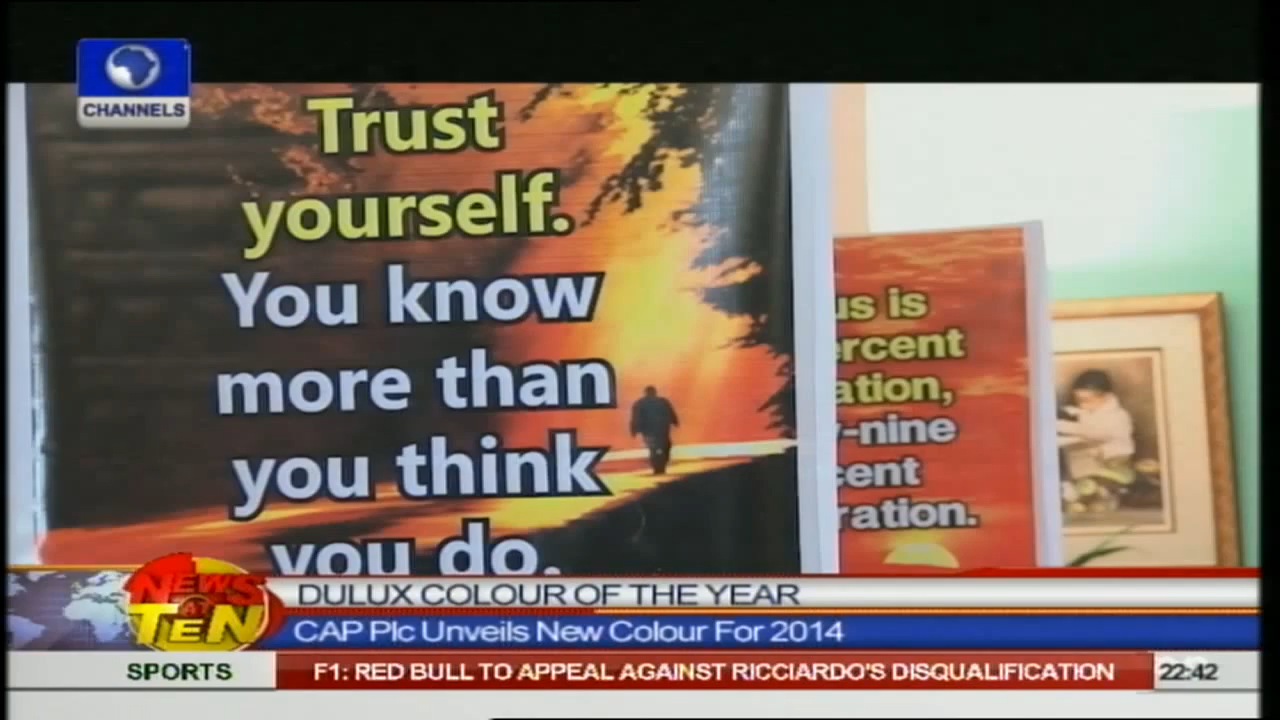 CHANNELS
Trust
yourself.
You know
more than
you think
you do.
us is
ercent
ation,
-nine
cent
ration.
NEWS
AT
TEN
DULUX COLOUR OF THE YEAR
CAP Plc Unveils New Colour For 2014
SPORTS
F1: RED BULL TO APPEAL AGAINST RICCIARDO'S DISQUALIFICATION
22:42